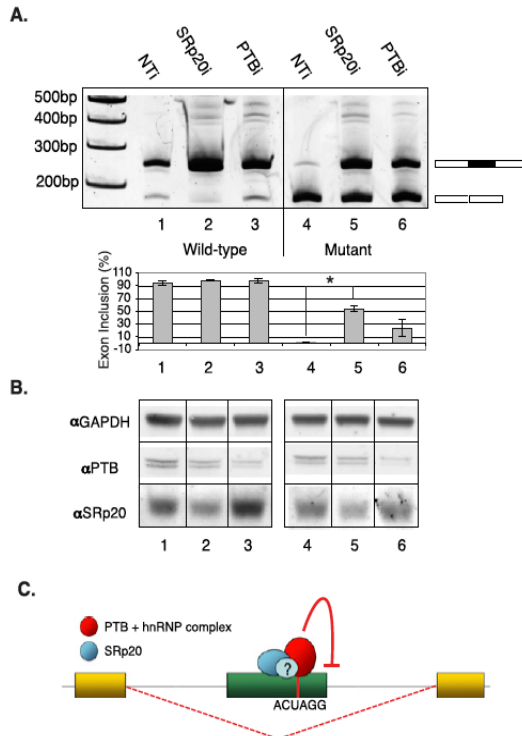 A.
NTi SRp20i PTBi NTi SRp20i PTBi
500bp
400bp
300bp
200bp
1 2 3 4 5 6
Wild-type Mutant
Exon Inclusion (%)
110
90
70
50
30
10
-10
*
1 2 3 4 5 6
B.
αGAPDH
αPTB
αSRp20
1 2 3 4 5 6
C.
PTB + hnRNP complex
SRp20
?
ACUAGG